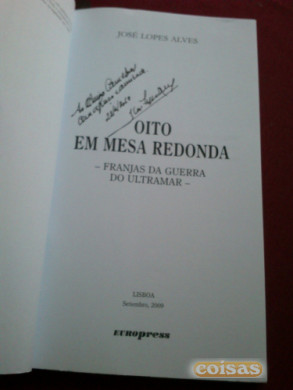 JOSÉ LOPES ALVES
OITO
EM MESA REDONDA
– FRANJAS DA GUERRA
DO ULTRAMAR –
LISBOA
Setembro, 2009
EUROpress
coisas